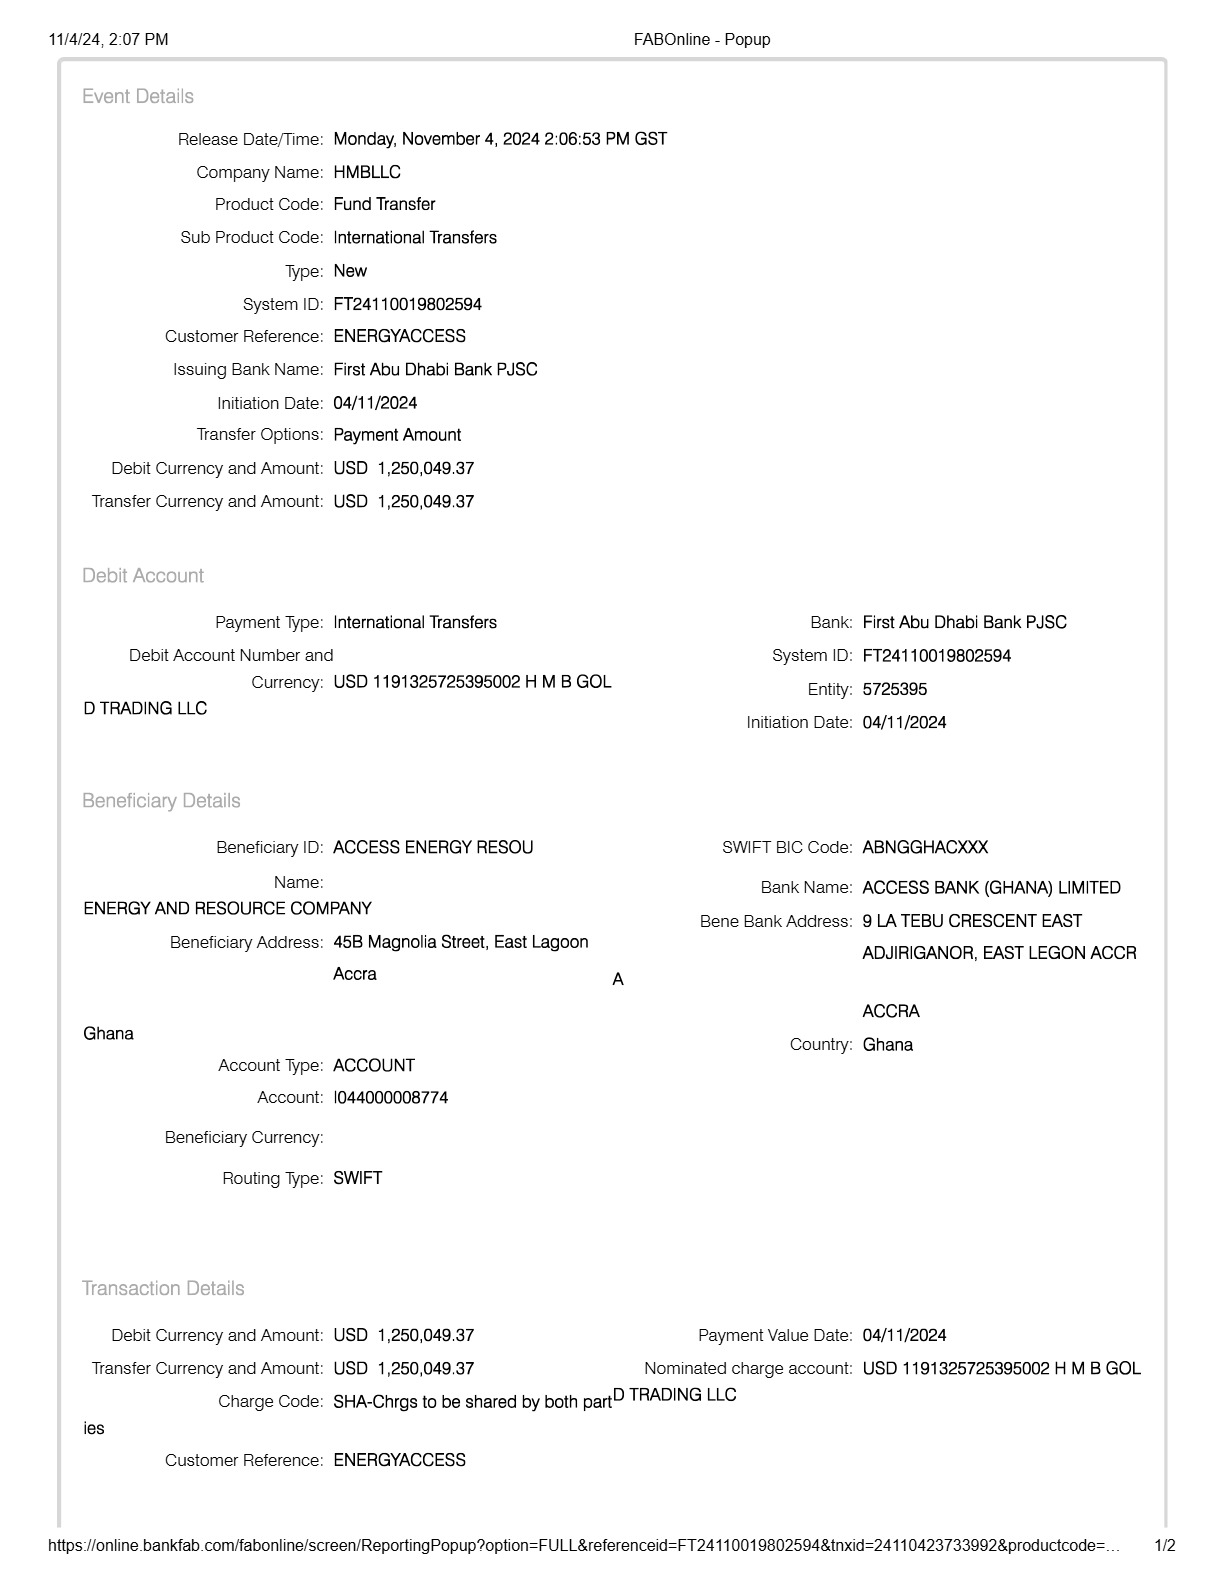 11/4/24, 2:07 PM
FABOnline - Popup
Event Details
Release Date/Time: Monday, November 4, 2024 2:06:53 PM GST
Company Name: HMBLLC
Product Code: Fund Transfer
Sub Product Code: International Transfers
Type: New
System ID: FT24110019802594
Customer Reference: ENERGYACCESS
Issuing Bank Name: First Abu Dhabi Bank PJSC
Initiation Date: 04/11/2024
Transfer Options: Payment Amount
Debit Currency and Amount: USD 1,250,049.37
Transfer Currency and Amount: USD 1,250,049.37
Debit Account
Payment Type: International Transfers
Debit Account Number and
Currency: USD 1191325725395002 H M B GOL
D TRADING LLC
Bank: First Abu Dhabi Bank PJSC
System ID: FT24110019802594
Entity: 5725395
Initiation Date: 04/11/2024
Beneficiary Details
Beneficiary ID: ACCESS ENERGY RESOU
Name:
ENERGY AND RESOURCE COMPANY
Beneficiary Address: 45B Magnolia Street, East Lagoon
Accra
Ghana
Account Type: ACCOUNT
Account: I044000008774
Beneficiary Currency:
Routing Type: SWIFT
SWIFT BIC Code: ABNGGHACXXX
Bank Name: ACCESS BANK (GHANA) LIMITED
Bene Bank Address: 9 LA TEBU CRESCENT EAST
ADJIRIGANOR, EAST LEGON ACCR
A
ACCRA
Country: Ghana
Transaction Details
Debit Currency and Amount: USD 1,250,049.37
Transfer Currency and Amount: USD 1,250,049.37
Charge Code: SHA-Chrgs to be shared by both part
ies
Customer Reference: ENERGYACCESS
Payment Value Date: 04/11/2024
Nominated charge account: USD 1191325725395002 H M B GOL
D TRADING LLC
https://online.bankfab.com/fabonline/screen/ReportingPopup?option=FULL&referenceid=FT24110019802594&tnxid=24110423733992&productcode=…
1/2